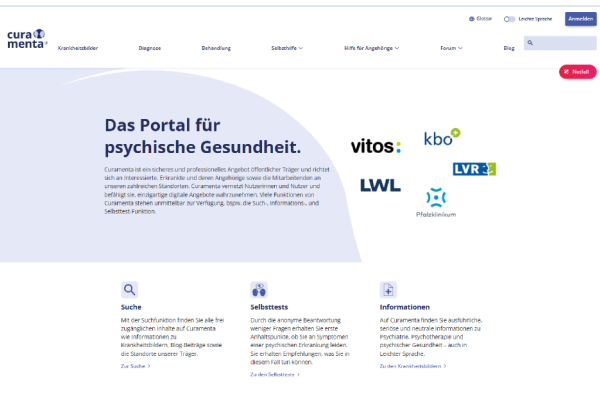 Glossar
Leichte Sprache
Anmelden
cura
menta
Krankheitsbilder
Diagnose
Behandlung
Selbsthilfe
Hilfe für Angehörige
Forum
Blog
Notfall
Das Portal für
psychische Gesundheit.
Curamenta ist ein sicheres und professionelles Angebot öffentlicher Träger und richtet
sich an Interessierte, Erkrankte und deren Angehörige sowie die Mitarbeitenden an
unseren zahlreichen Standorten. Curamenta vernetzt Nutzerinnen und Nutzer und
befähigt sie, einzigartige digitale Angebote wahrzunehmen. Viele Funktionen von
Curamenta stehen unmittelbar zur Verfügung, bspw. die Such-, Informations-, und
Selbsttest-Funktion.
vitos:
kbo
LVR
LWL
Pfalzklinikum
Suche
Mit der Suchfunktion finden Sie alle frei
zugänglichen Inhalte auf Curamenta
wie Informationen zu
Krankheitsbildern, Blog-Beiträge sowie
die Standorte unserer Träger.
Zur Suche
Selbsttests
Durch die anonyme Beantwortung
weniger Fragen erhalten Sie erste
Anhaltspunkte, ob Sie an Symptomen
einer psychischen Erkrankung leiden.
Sie erhalten Empfehlungen, was Sie in
diesem Fall tun können.
Zu den Selbsttests
Informationen
Auf Curamenta finden Sie ausführliche,
seriöse und neutrale Informationen zu
Psychiatrie, Psychotherapie und
psychischer Gesundheit – auch in
Leichter Sprache.
Zu den Krankheitsbildern